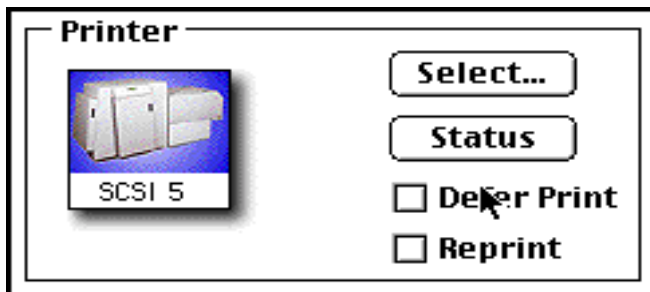 Printer
Select...
Status
SCSI 5
Defer Print
Reprint